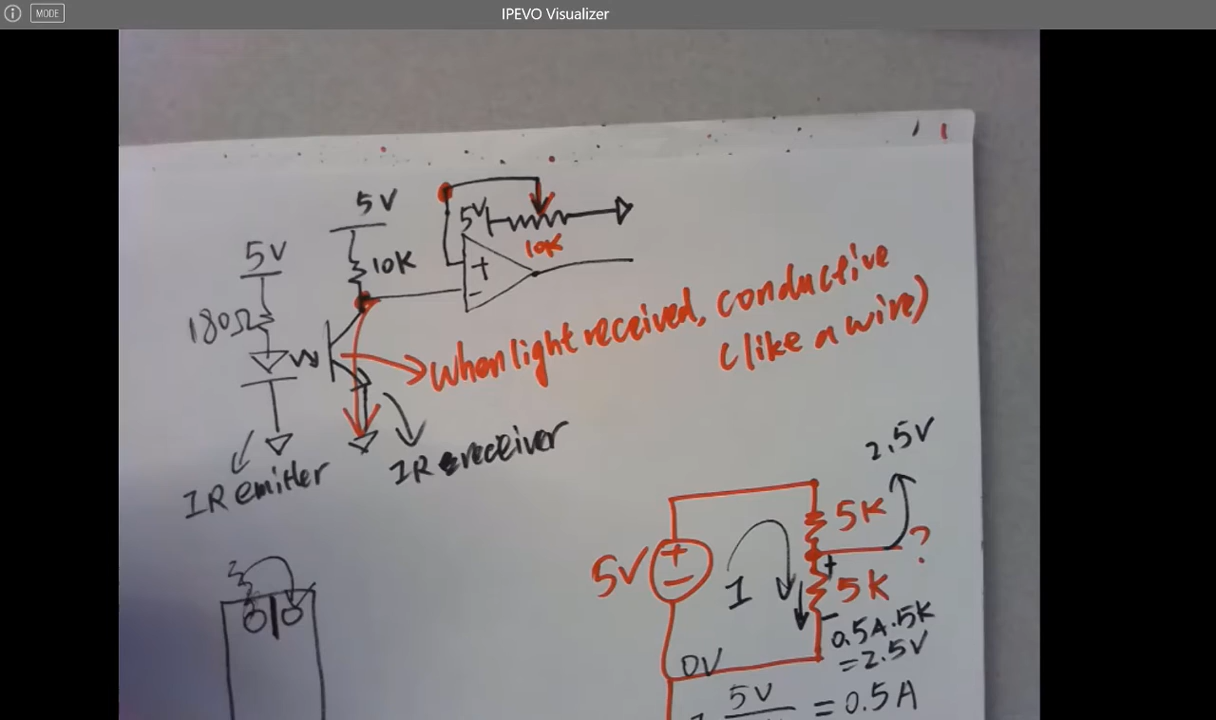 MODE
IPEVO Visualizer
5V
5V
5V
10K
10K
180Ω
+
-
When light received, conductive
(like a wire)
IR receiver
IR emitter
2.5V
5K
?
5V
+
-
I
+
5K
-
0.5A.5K
=2.5V
0V
5V
= 0.5A